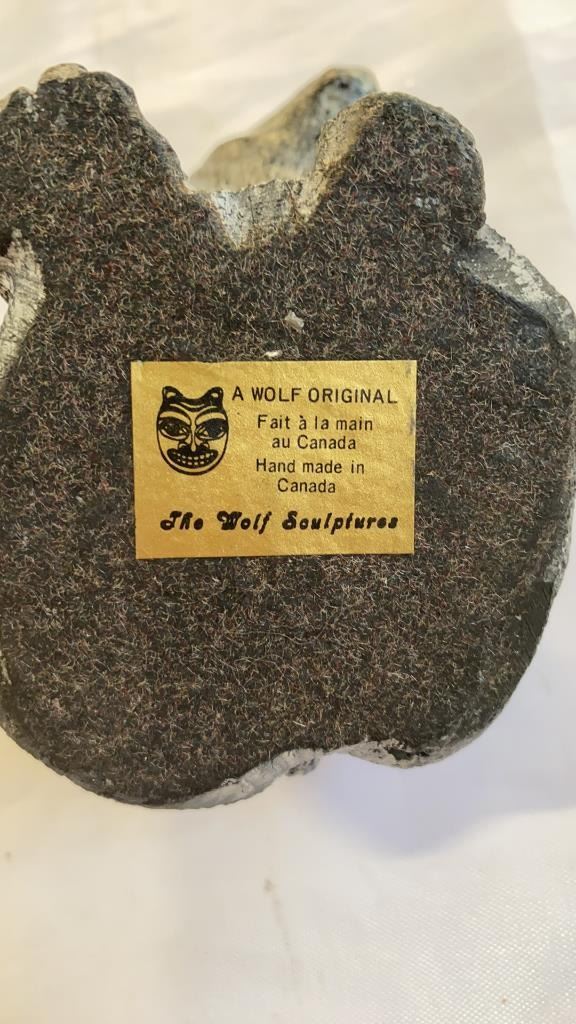 A WOLF ORIGINAL
Fait à la main
au Canada
Hand made in
Canada
The Wolf Sculptures